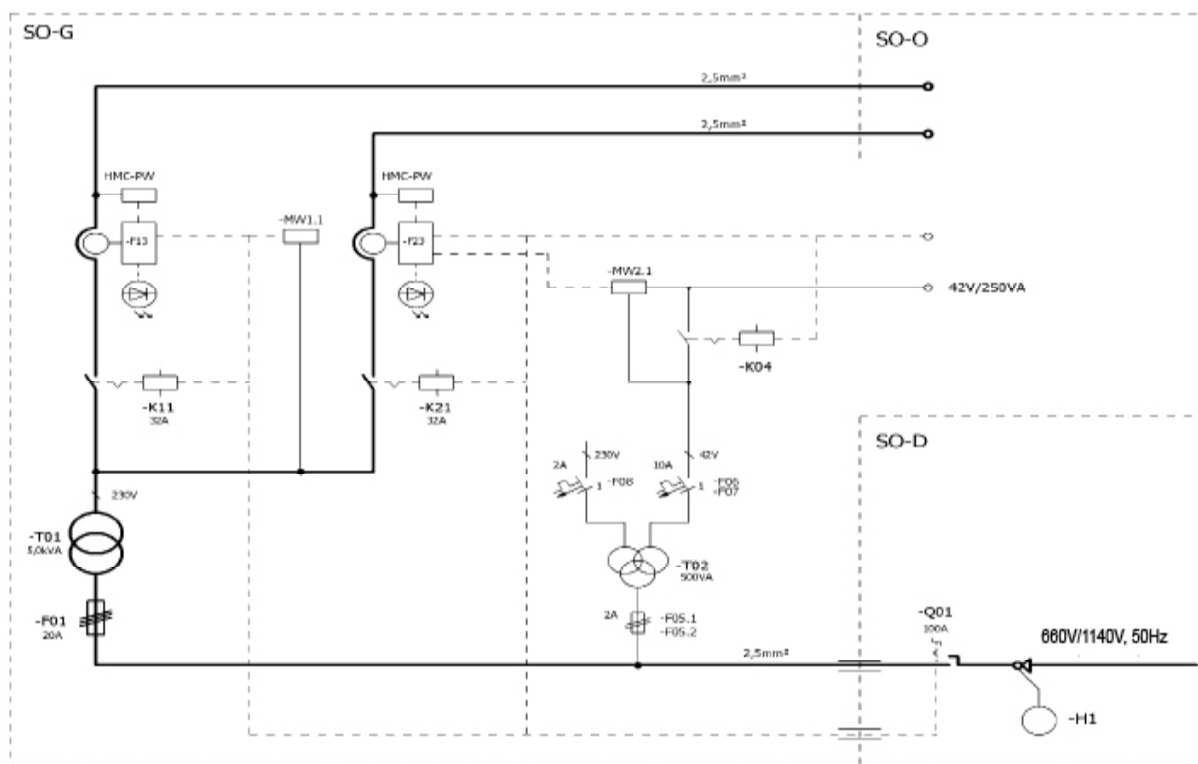 SO-G
SO-O
2,5mm²
2,5mm²
HMC-PW
HMC-PW
-F13
-MW1.1
-F23
-MW2.1
42V/250VA
-K04
-K11
32A
-K21
32A
SO-D
230V
2A
-F08
1
10A
42V
1
-F06
-F07
230V
-T01
5,0kVA
-T02
500VA
-F01
20A
2A
-F05.1
-F05.2
-Q01
100A
660V/1140V, 50Hz
2,5mm²
-H1